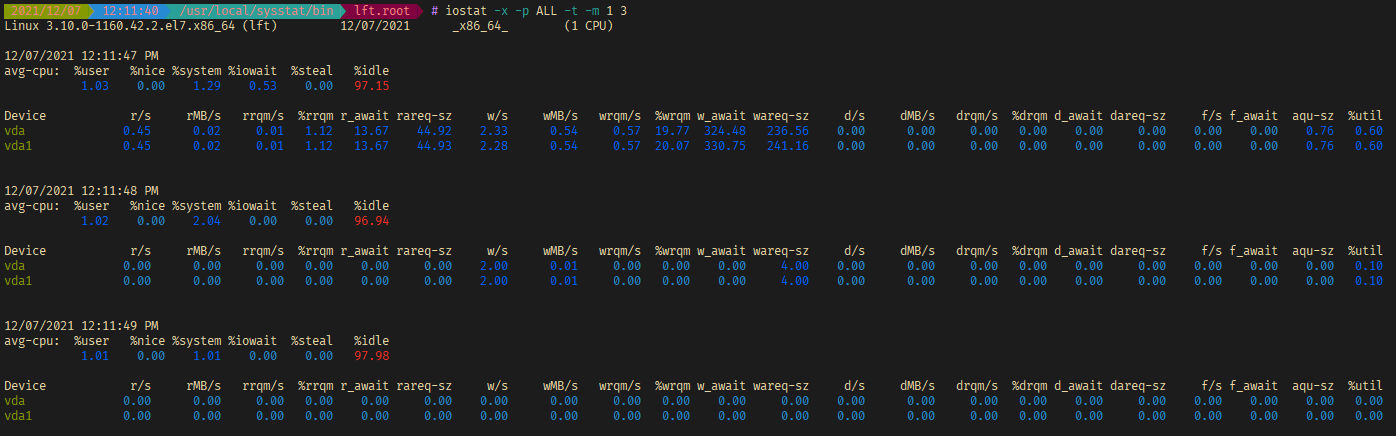 2021/12/07 12:11:40 /usr/local/sysstat/bin lft.root # iostat -x -p ALL -t -m 1 3
Linux 3.10.0-1160.42.2.el7.x86_64 (lft) 12/07/2021 _x86_64_ (1 CPU)
12/07/2021 12:11:47 PM
avg-cpu: %user %nice %system %iowait %steal %idle
1.03 0.00 1.29 0.53 0.00 97.15
Device r/s rMB/s rrqm/s %rrqm r_await rareq-sz w/s wMB/s wrqm/s %wrqm w_await wareq-sz d/s dMB/s drqm/s %drqm d_await dareq-sz f/s f_await aqu-sz %util
vda 0.45 0.02 0.01 1.12 13.67 44.92 2.33 0.54 0.57 19.77 324.48 236.56 0.00 0.00 0.00 0.00 0.00 0.00 0.00 0.00 0.76 0.60
vda1 0.45 0.02 0.01 1.12 13.67 44.93 2.28 0.54 0.57 20.07 330.75 241.16 0.00 0.00 0.00 0.00 0.00 0.00 0.00 0.00 0.76 0.60
12/07/2021 12:11:48 PM
avg-cpu: %user %nice %system %iowait %steal %idle
1.02 0.00 2.04 0.00 0.00 96.94
Device r/s rMB/s rrqm/s %rrqm r_await rareq-sz w/s wMB/s wrqm/s %wrqm w_await wareq-sz d/s dMB/s drqm/s %drqm d_await dareq-sz f/s f_await aqu-sz %util
vda 0.00 0.00 0.00 0.00 0.00 0.00 2.00 0.01 0.00 0.00 0.00 4.00 0.00 0.00 0.00 0.00 0.00 0.00 0.00 0.00 0.00 0.10
vda1 0.00 0.00 0.00 0.00 0.00 0.00 2.00 0.01 0.00 0.00 0.00 4.00 0.00 0.00 0.00 0.00 0.00 0.00 0.00 0.00 0.00 0.10
12/07/2021 12:11:49 PM
avg-cpu: %user %nice %system %iowait %steal %idle
1.01 0.00 1.01 0.00 0.00 97.98
Device r/s rMB/s rrqm/s %rrqm r_await rareq-sz w/s wMB/s wrqm/s %wrqm w_await wareq-sz d/s dMB/s drqm/s %drqm d_await dareq-sz f/s f_await aqu-sz %util
vda 0.00 0.00 0.00 0.00 0.00 0.00 0.00 0.00 0.00 0.00 0.00 0.00 0.00 0.00 0.00 0.00 0.00 0.00 0.00 0.00 0.00 0.00
vda1 0.00 0.00 0.00 0.00 0.00 0.00 0.00 0.00 0.00 0.00 0.00 0.00 0.00 0.00 0.00 0.00 0.00 0.00 0.00 0.00 0.00 0.00